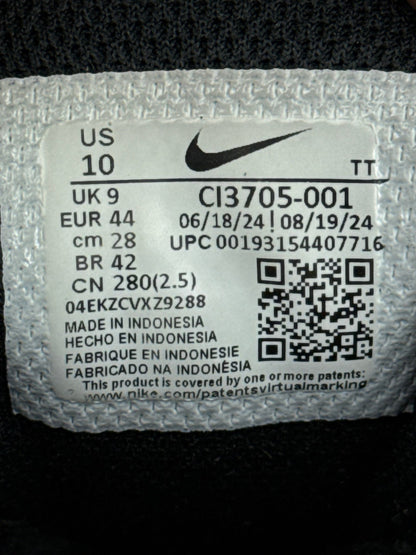 US
10
TT
UK 9
CI3705-001
EUR 44
06/18/24 | 08/19/24
cm 28
UPC 00193154407716
BR 42
CN 280(2.5)
04EKZCVXZ9288
MADE IN INDONESIA
HECHO EN INDONESIA
FABRIQUE EN INDONESIE
FABRICADO NA INDONÉSIA
This product is covered by one or more patents:
www.nike.com/patentsvirtualmarking